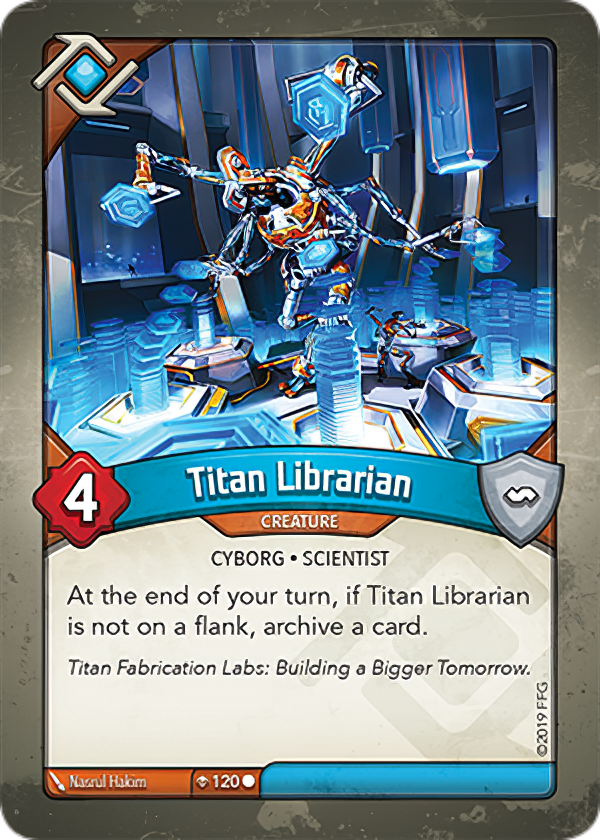 Titan Librarian
4
CREATURE
CYBORG • SCIENTIST
At the end of your turn, if Titan Librarian
is not on a flank, archive a card.
Titan Fabrication Labs: Building a Bigger Tomorrow.
©2019 FFG
Nasrul Hakim
120